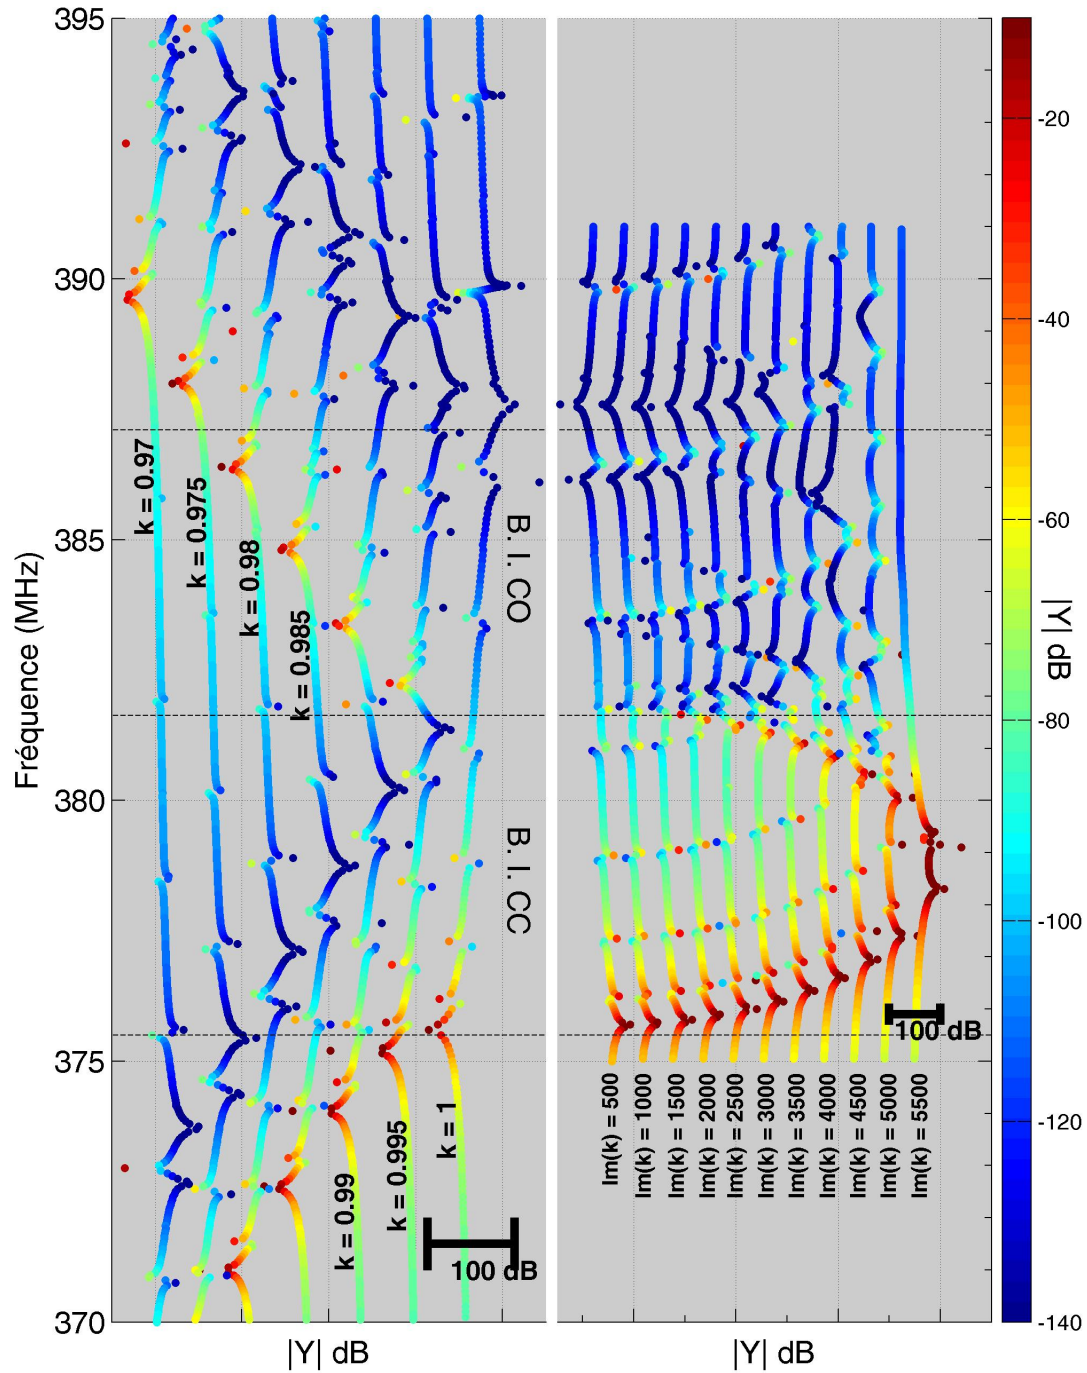 395
390
385
380
375
370
Fréquence (MHz)
k = 0.97
k = 0.975
k = 0.98
k = 0.985
k = 0.99
k = 0.995
k = 1
B. I. CO
B. I. CC
100 dB
|Y| dB
Im(k) = 500
Im(k) = 1000
Im(k) = 1500
Im(k) = 2000
Im(k) = 2500
Im(k) = 3000
Im(k) = 3500
Im(k) = 4000
Im(k) = 4500
Im(k) = 5000
Im(k) = 5500
100 dB
|Y| dB
-20
-40
-60
-80
-100
-120
-140
|Y| dB